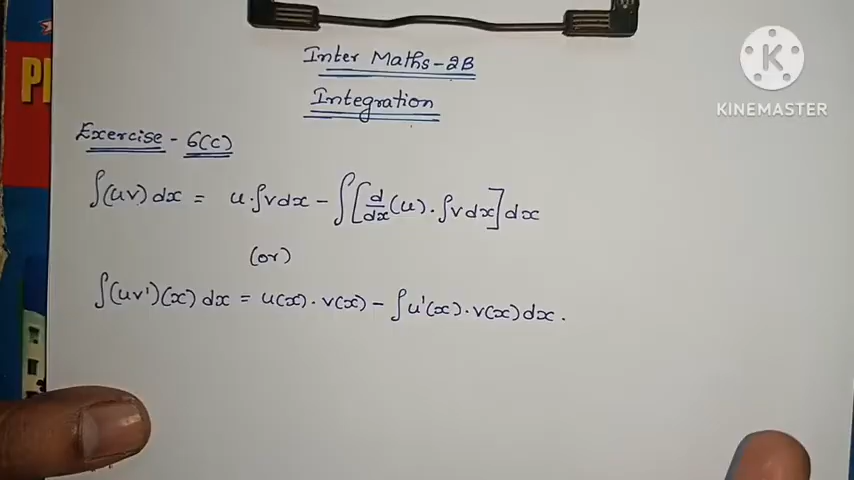 Inter Maths-2B
Integration
KINEMASTER
Exercise - 6(c)
∫(uv) dx = u.∫v dx - ∫[d/dx (u). ∫v dx] dx
(or)
∫(uv')(x) dx = u(x). v(x) - ∫u'(x). v(x) dx.